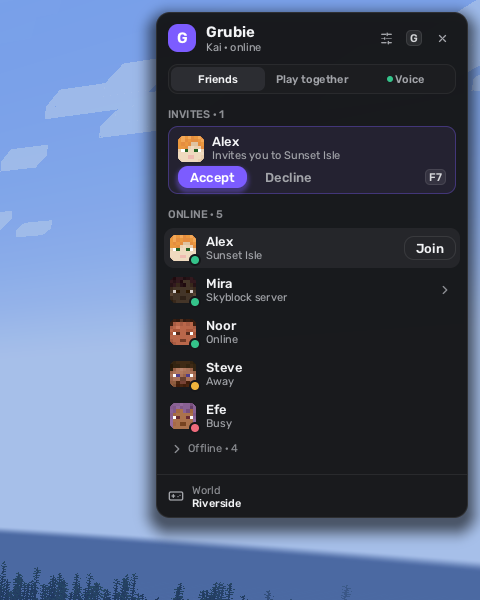 G
Grubie
Kai • online
G
Friends
Play together
Voice
INVITES • 1
Alex
Invites you to Sunset Isle
Accept
Decline
F7
ONLINE • 5
Alex
Sunset Isle
Join
Mira
Skyblock server
Noor
Online
Steve
Away
Efe
Busy
Offline • 4
World
Riverside